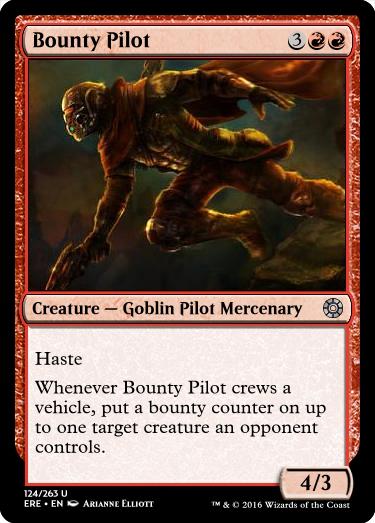 Bounty Pilot 3
Creature — Goblin Pilot Mercenary
Haste
Whenever Bounty Pilot crews a
vehicle, put a bounty counter on up
to one target creature an opponent
controls.
4/3
124/263 U
ERE • EN Arianne Elliott
™ & © 2016 Wizards of the Coast